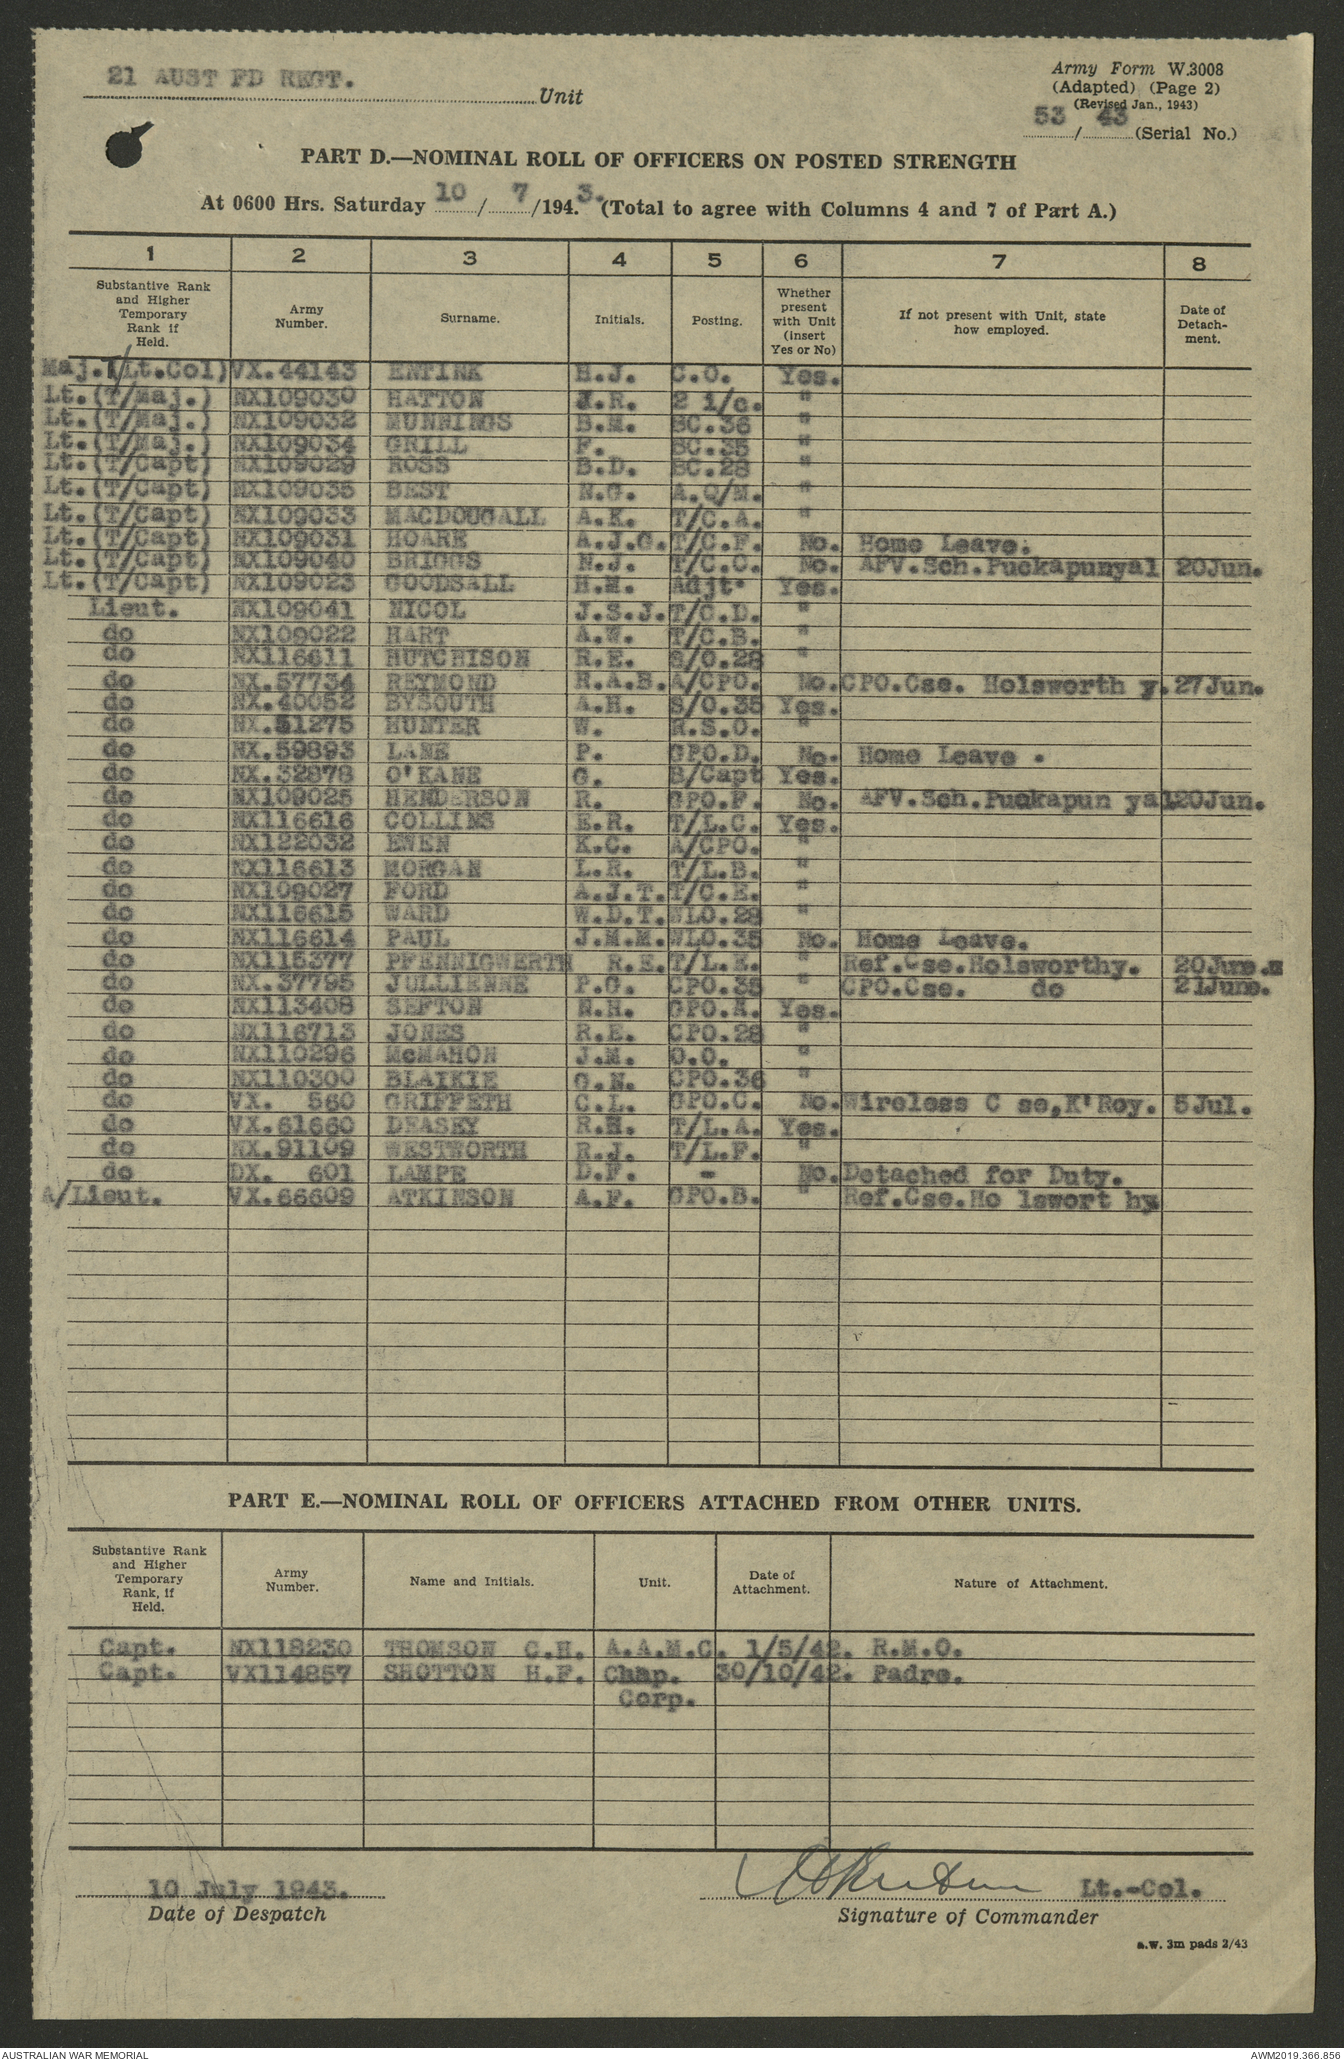 21 AUST FD REGT. Unit
Army Form W.3008
(Adapted) (Page 2)
(Revised Jan., 1943)
53 / 43 (Serial No.)
PART D.—NOMINAL ROLL OF OFFICERS ON POSTED STRENGTH
At 0600 Hrs. Saturday 10 / 7 /194.3. (Total to agree with Columns 4 and 7 of Part A.)
1 2 3 4 5 6 7 8
Substantive Rank and Higher Temporary Rank if Held. Army Number. Surname. Initials. Posting. Whether present with Unit (insert Yes or No) If not present with Unit, state how employed. Date of Detach-ment.
Maj.T/(Lt.Col) VX.44143 ENTINK H.J. C.O. Yes.
Lt.(T/Maj.) NX109030 HATTON J.R. 2 i/c. "
Lt.(T/Maj.) NX109032 MUNNINGS B.M. BC.36 "
Lt.(T/Maj.) NX109034 GRILL F. BC.35 "
Lt.(T/Capt) NX109029 ROSS B.D. BC.28 "
Lt.(T/Capt) NX109035 BEST N.G. A.Q/M. "
Lt.(T/Capt) NX109033 MACDOUGALL A.K. T/C.A. "
Lt.(T/Capt) NX109031 HOARE A.J.G. T/C.F. No. Home Leave.
Lt.(T/Capt) NX109040 BRIGGS N.J. T/C.C. No. AFV.Sch.Puckapunyal 20Jun.
Lt.(T/Capt) NX109023 GOODSALL H.M. Adjt. Yes.
Lieut. NX109041 NICOL J.S.J. T/C.D. "
do NX109022 HART A.W. T/C.B. "
do NX116611 HUTCHISON R.E. S/O.28 "
do NX.57734 REYMOND R.A.B. A/CPO. No. CPO.Cse. Holsworth y. 27Jun.
do NX.40052 BYSOUTH A.H. S/O.35 Yes.
do NX.51275 HUNTER W. R.S.O. "
do NX.59893 LANE P. GPO.D. No. Home Leave .
do NX.32878 O'KANE G. B/Capt Yes.
do NX109025 HENDERSON R. GPO.F. No. AFV.Sch.Puckapun yal 20Jun.
do NX116616 COLLINS E.R. T/L.C. Yes.
do NX122032 EWEN K.C. A/CPO. "
do NX116613 MORGAN L.R. T/L.B. "
do NX109027 FORD A.J.T. T/C.E. "
do NX116615 WARD W.D.T. WLO.28 "
do NX116614 PAUL J.M.M. WLO.35 No. Home Leave.
do NX115377 PFENNIGWERTH R.E. T/L.E. " Ref.Cse.Holsworthy. 20June.
do NX.37795 JULLIENNE P.G. CPO.35 " CPO.Cse. do 21June.
do NX113408 SEFTON N.H. GPO.A. Yes.
do NX116713 JONES R.E. CPO.28 "
do NX110296 McMAHON J.M. O.O. "
do NX110300 BLAIKIE G.N. CPO.36 "
do VX. 560 GRIFFETH C.L. GPO.C. No. Wireless C se,K'Roy. 5Jul.
do VX.61660 DEASEY R.H. T/L.A. Yes.
do NX.91109 WESTWORTH R.J. T/L.F. "
do DX. 601 LAMPE D.F. - No. Detached for Duty.
A/Lieut. VX.66609 ATKINSON A.F. GPO.B. " Ref.Cse.Ho lswort hy
PART E.—NOMINAL ROLL OF OFFICERS ATTACHED FROM OTHER UNITS.
Substantive Rank and Higher Temporary Rank, if Held. Army Number. Name and Initials. Unit. Date of Attachment. Nature of Attachment.
Capt. NX118230 THOMSON C.H. A.A.M.C. 1/5/42. R.M.O.
Capt. VX114857 SHOTTON H.F. Chap. 30/10/42. Padre.
Corp.
10 July 1943.
Date of Despatch
Lt.-Col.
Signature of Commander
a.w. 3m pads 2/43
AUSTRALIAN WAR MEMORIAL
AWM2019.366.856